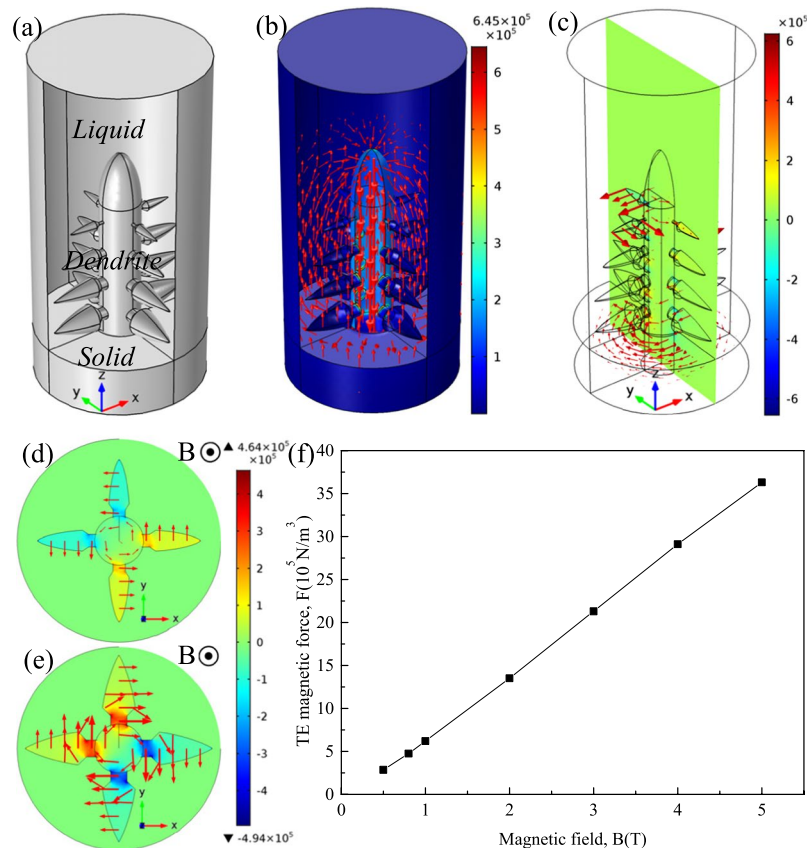 (a)
Liquid
Dendrite
Solid
z
y
x
(b)
6.45×10⁵
×10⁵
6
5
4
3
2
1
(c)
×10⁵
6
4
2
0
-2
-4
-6
z
y
x
(d)
B
▲ 4.64×10⁵
×10⁵
4
3
2
1
0
-1
-2
-3
-4
▼ -4.94×10⁵
y
x
(e)
B
y
x
(f)
TE magnetic force, F(10⁵ N/m³)
40
35
30
25
20
15
10
5
0
0
1
2
3
4
5
Magnetic field, B(T)